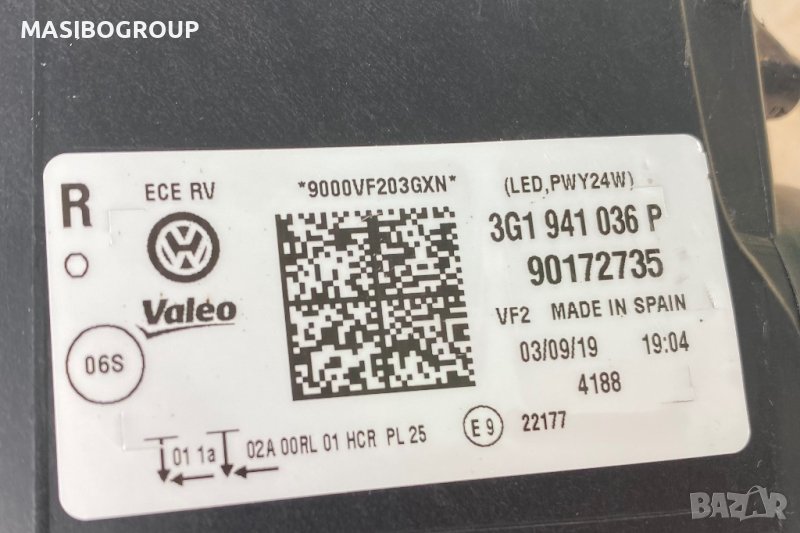 MASIBOGROUP
R
ECE RV
*9000VF203GXN*
(LED,PWY24W)
3G1 941 036 P
90172735
Valeo
VF2 MADE IN SPAIN
06S
03/09/19 19:04
4188
01 1a 02A 00RL 01 HCR PL 25
E9 22177
BAZAR